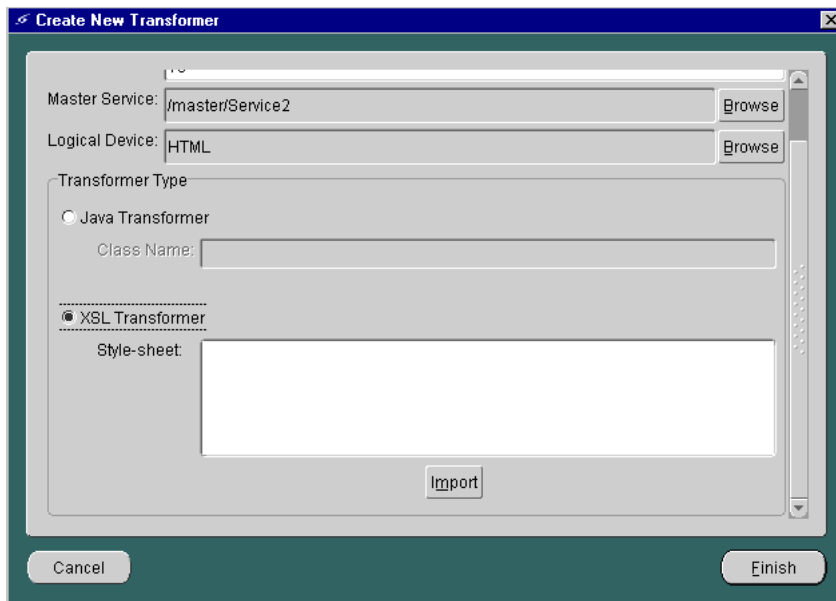 Create New Transformer
Master Service: /master/Service2 Browse
Logical Device: HTML Browse
Transformer Type
Java Transformer
Class Name:
XSL Transformer
Style-sheet:
Import
Cancel Finish